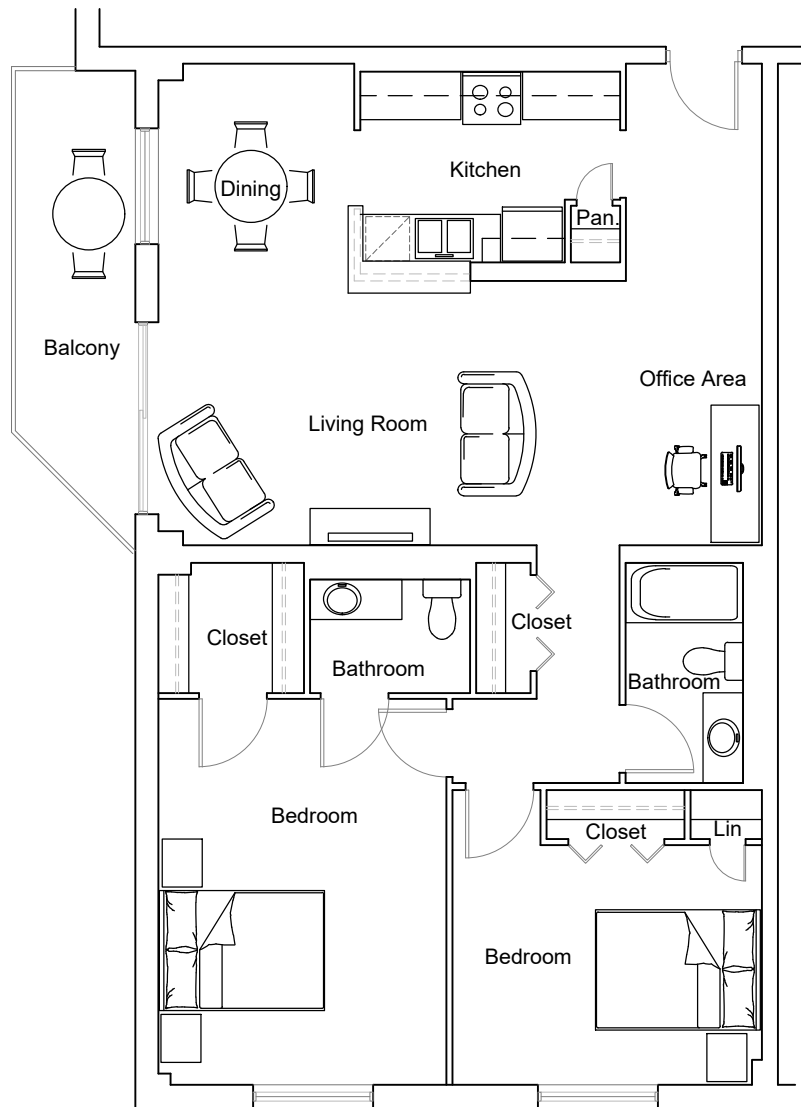 Kitchen
Dining
Pan.
Balcony
Office Area
Living Room
Closet
Closet
Bathroom
Bathroom
Bedroom
Closet
Lin
Bedroom